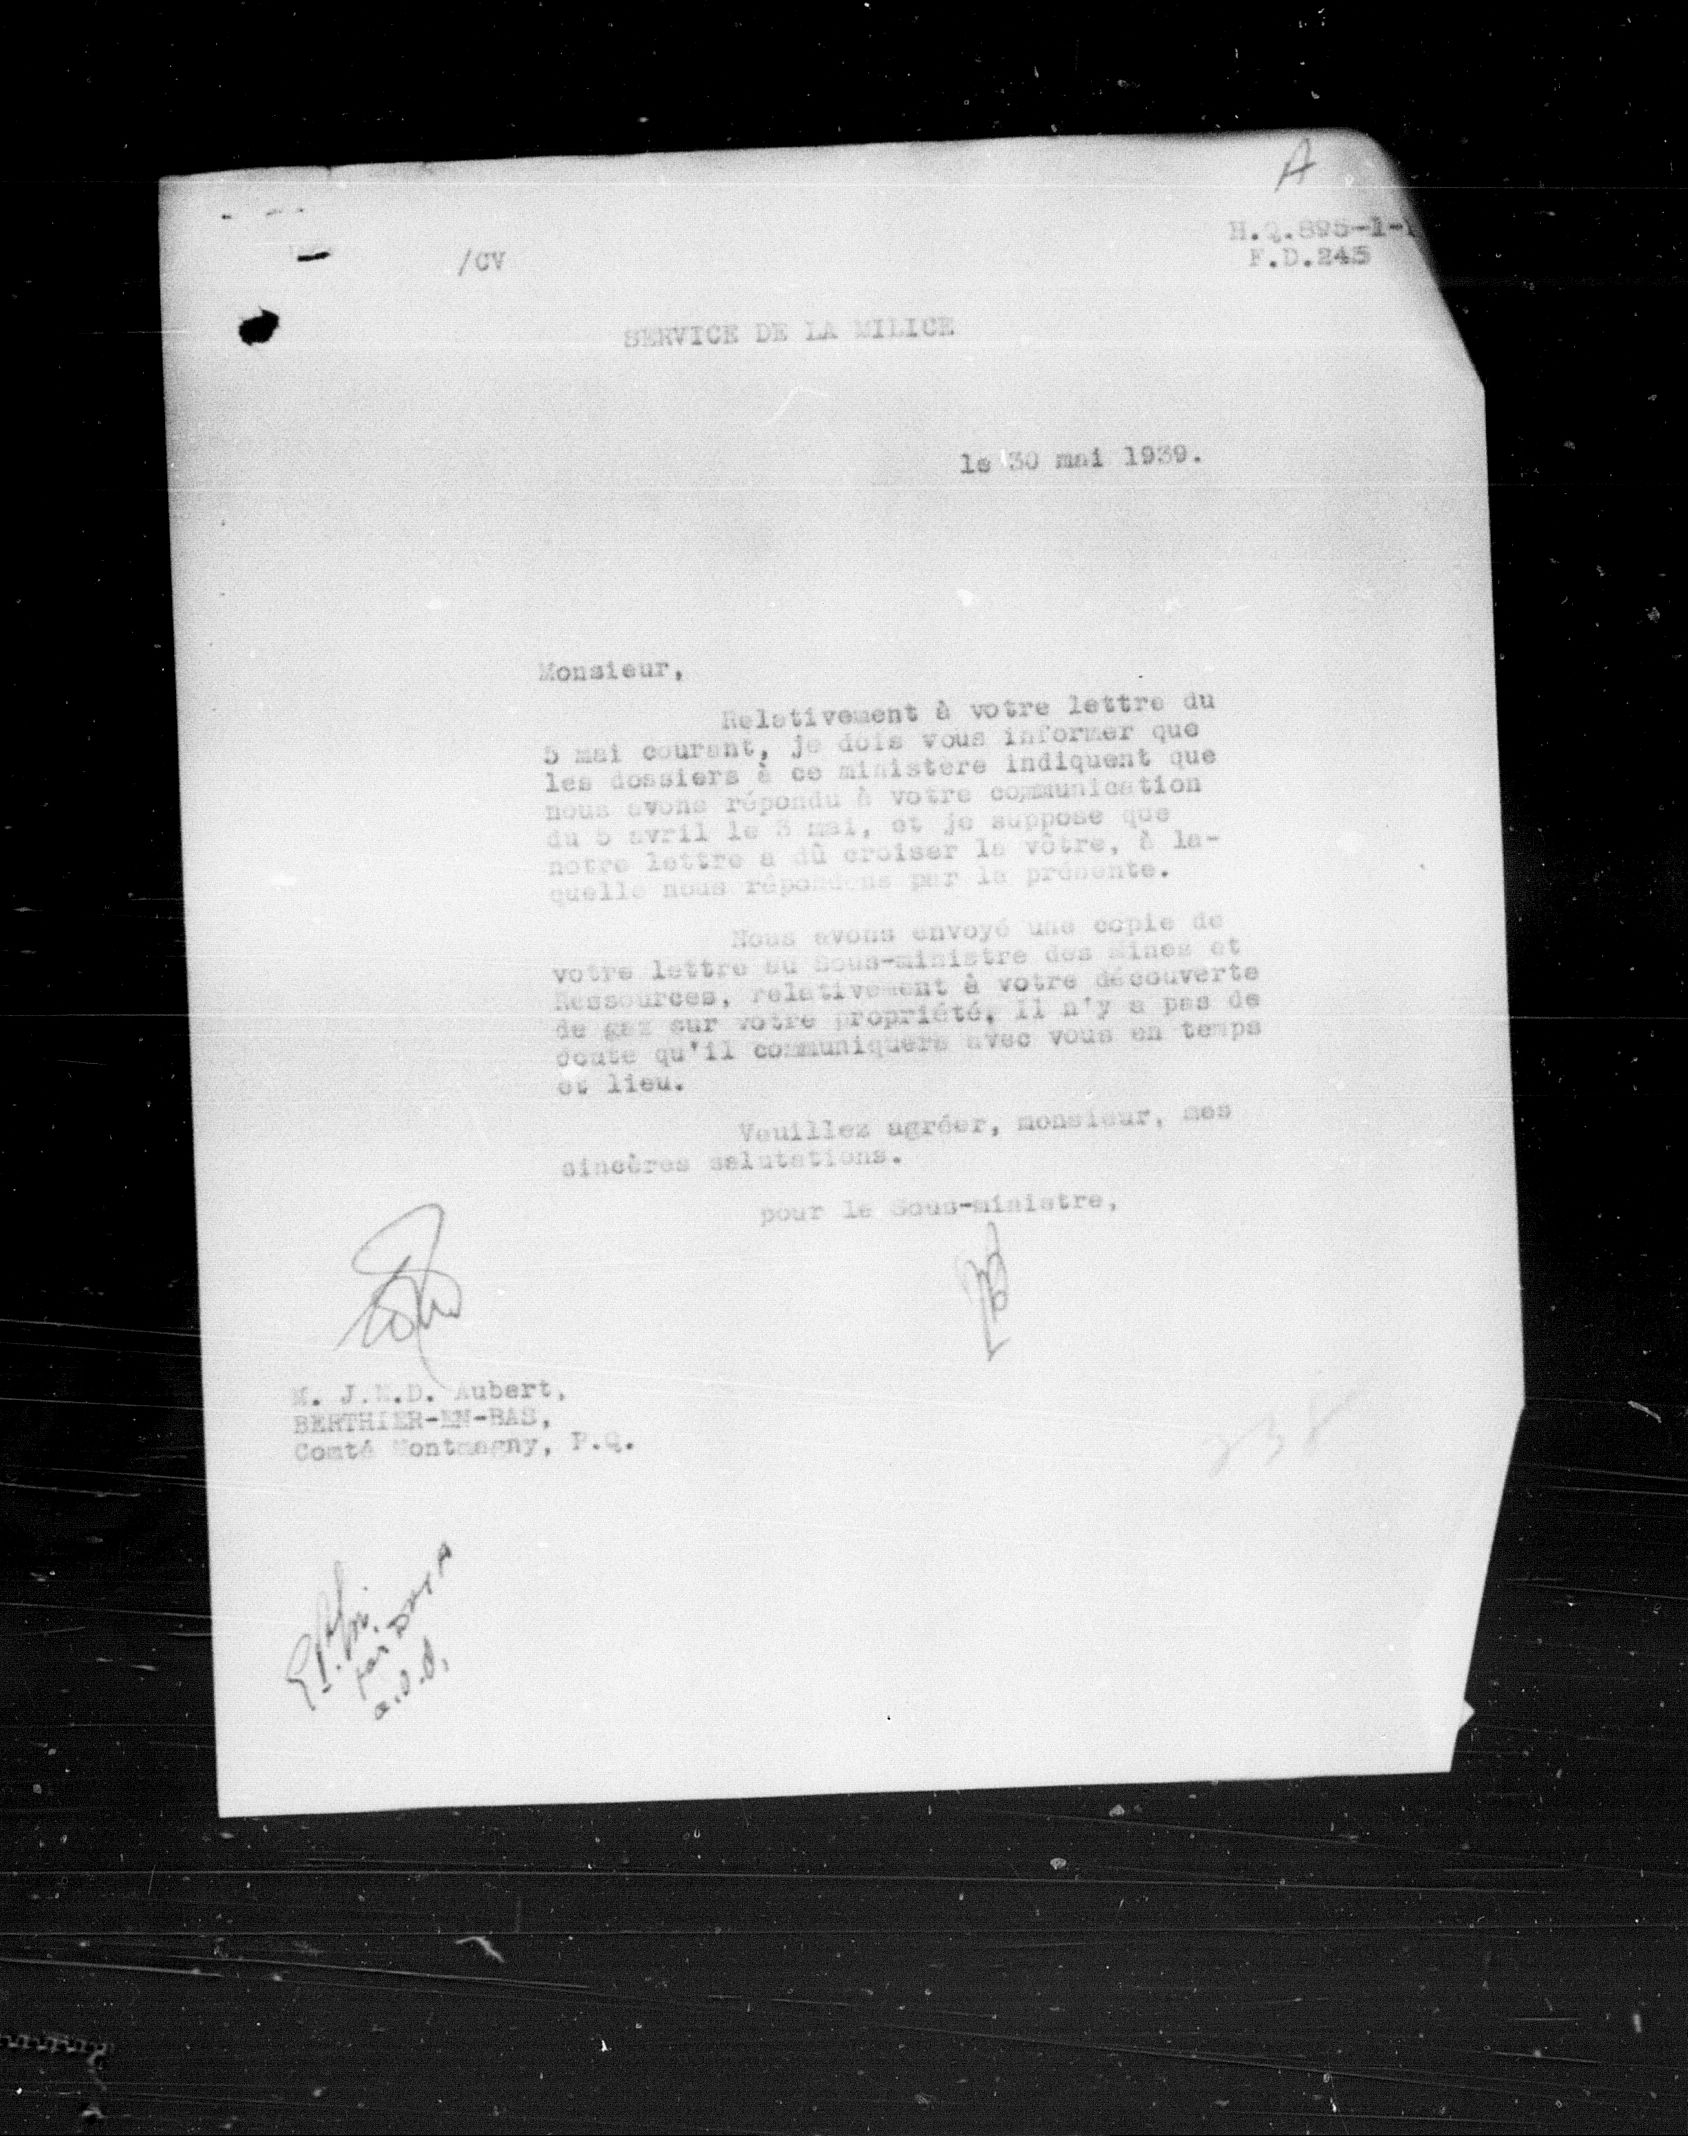 A
H.Q.895-1-
F.D.245
/CV
SERVICE DE LA MILICE
le 30 mai 1939.
Monsieur,
Relativement à votre lettre du
5 mai courant, je dois vous informer que
les dossiers à ce ministère indiquent que
nous avons répondu à votre communication
du 5 avril le 3 mai, et je suppose que
notre lettre a dû croiser la vôtre, à la-
quelle nous répondons par la présente.
Nous avons envoyé une copie de
votre lettre au Sous-ministre des Mines et
Ressources, relativement à votre découverte
de gaz sur votre propriété. Il n'y a pas de
doute qu'il communiquera avec vous en temps
et lieu.
Veuillez agréer, monsieur, mes
sincères salutations.
pour le Sous-ministre,
M. J.N.D. Aubert,
BERTHIER-EN-BAS,
Comté Montmagny, P.Q.